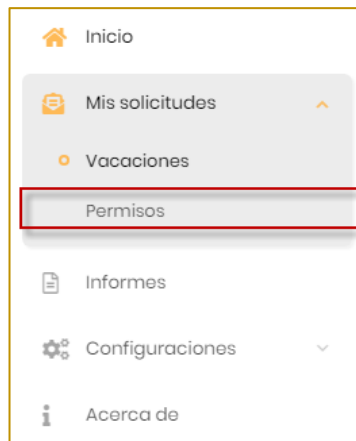 Inicio
Mis solicitudes
Vacaciones
Permisos
Informes
Configuraciones
Acerca de